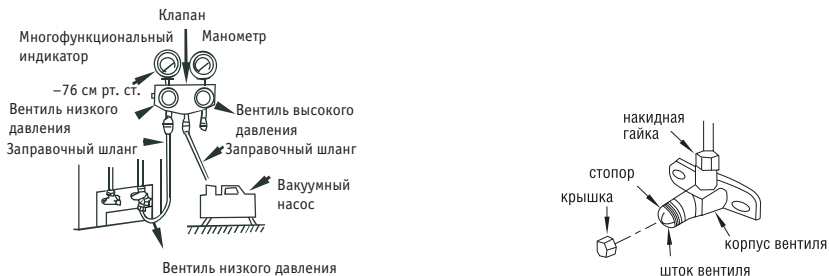 Клапан
Многофункциональный
индикатор
Манометр
–76 см рт. ст.
Вентиль низкого
давления
Вентиль высокого
давления
Заправочный шланг
Заправочный шланг
Вакуумный
насос
Вентиль низкого давления
накидная
гайка
стопор
крышка
корпус вентиля
шток вентиля